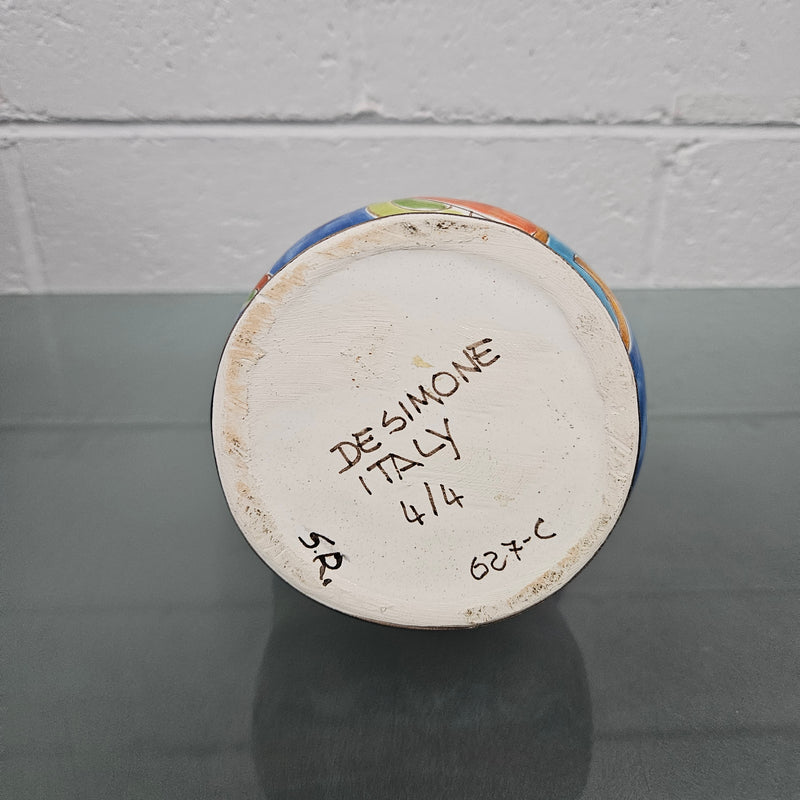 DE SIMONE
ITALY
4/4
S.R.
627-C